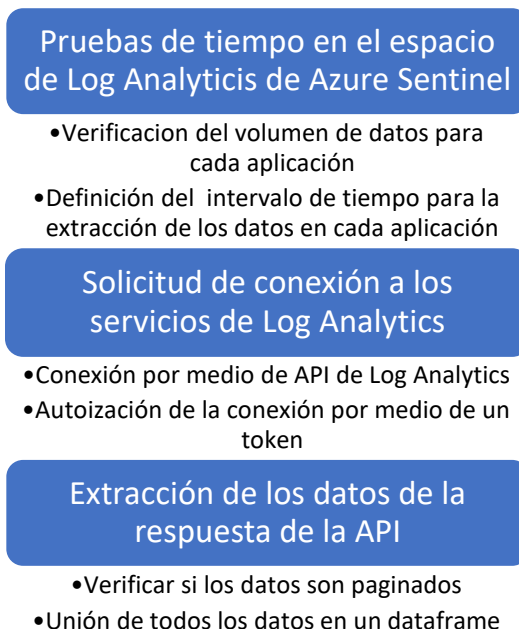 Pruebas de tiempo en el espacio
de Log Analyticis de Azure Sentinel
•Verificacion del volumen de datos para
cada aplicación
•Definición del intervalo de tiempo para la
extracción de los datos en cada aplicación
Solicitud de conexión a los
servicios de Log Analytics
•Conexión por medio de API de Log Analytics
•Autoización de la conexión por medio de un
token
Extracción de los datos de la
respuesta de la API
•Verificar si los datos son paginados
•Unión de todos los datos en un dataframe